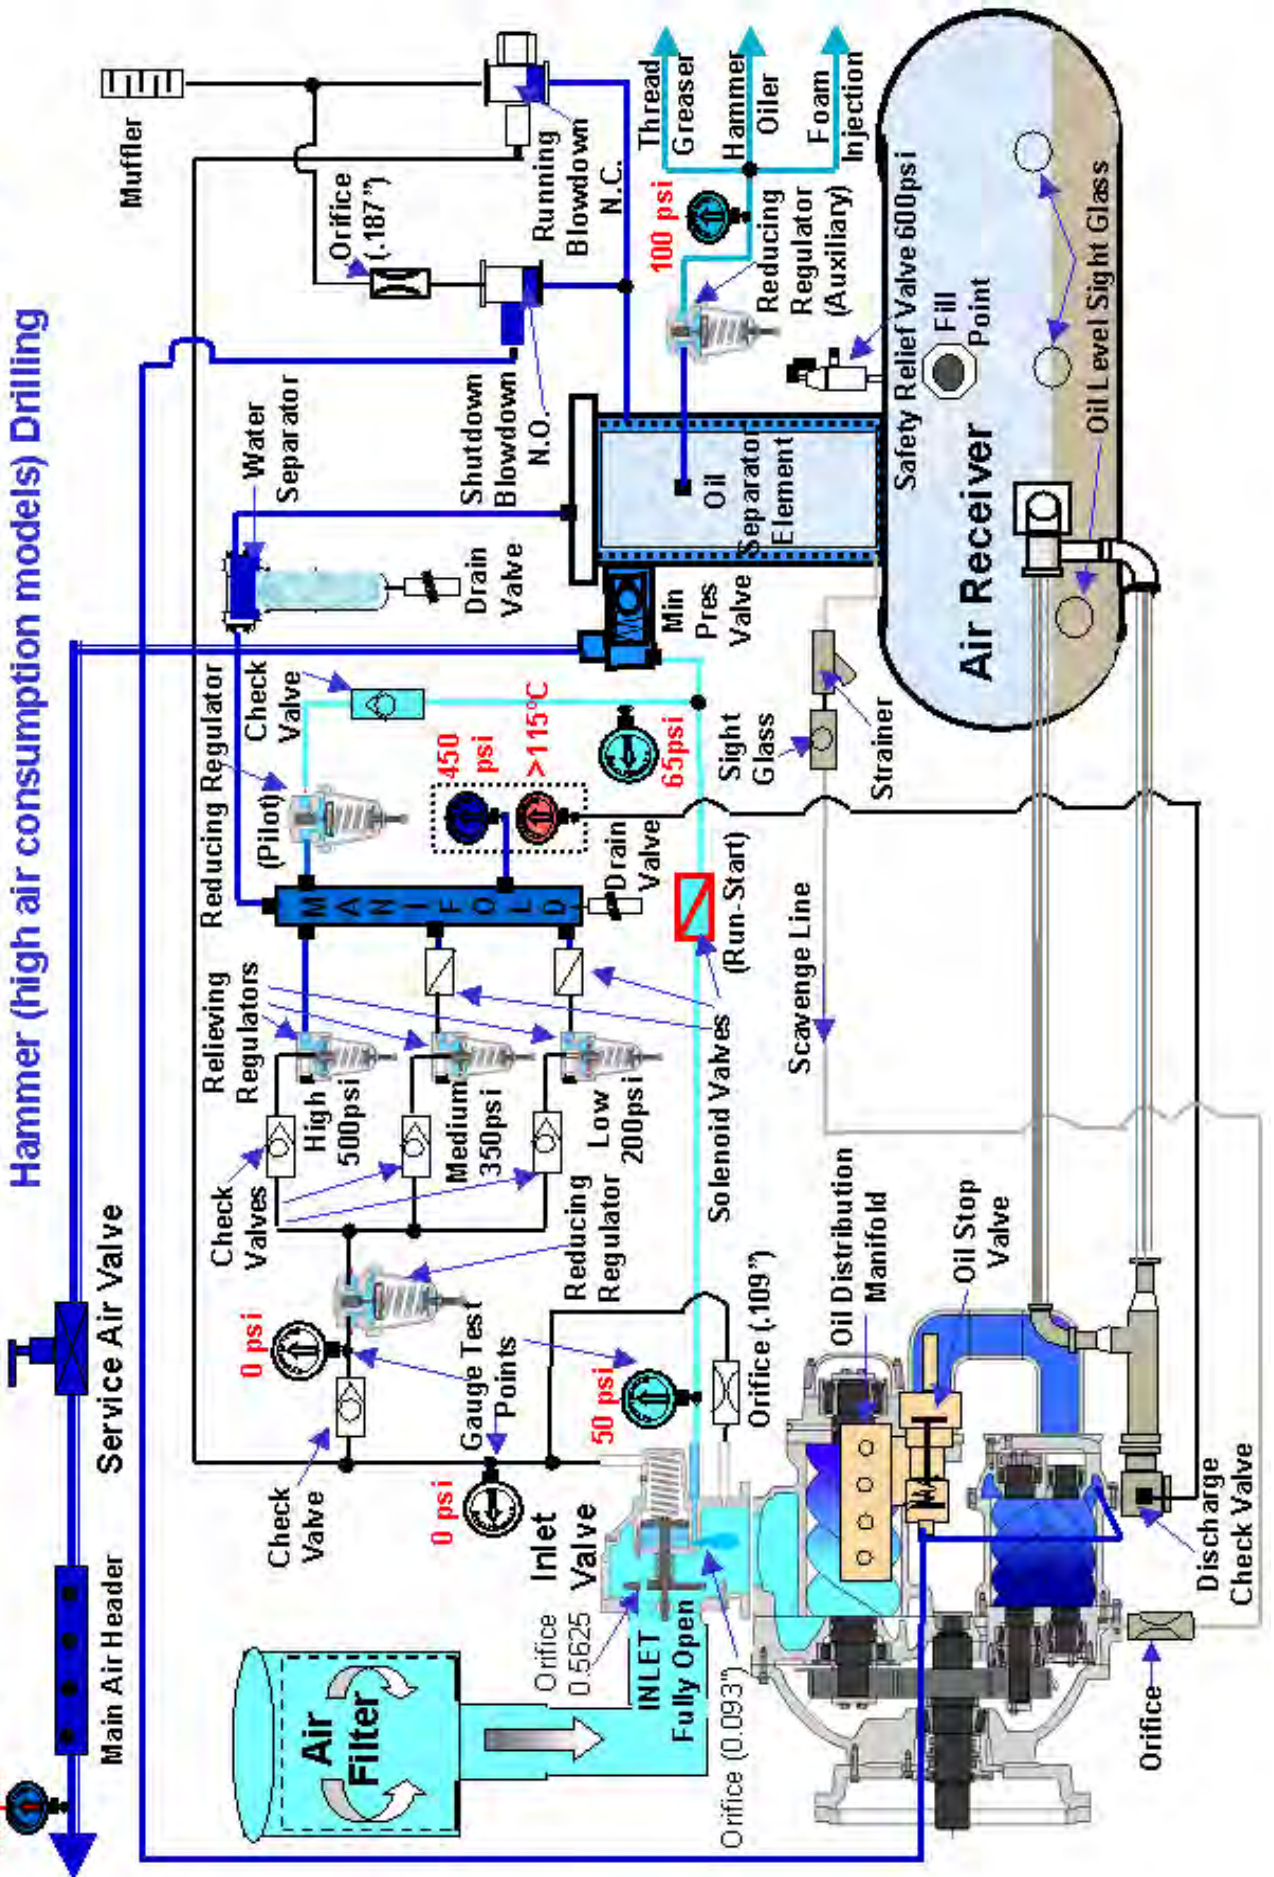 Hammer (high air consumption models) Drilling
Main Air Header
Service Air Valve
Muffler
Orifice
(.187")
Running
Blowdown
N.C.
Thread
Greaser
Hammer
Oiler
Foam
Injection
100 psi
Reducing
Regulator
(Auxiliary)
Safety Relief Valve 600psi
Fill
Point
Oil Level Sight Glass
Air Receiver
Water
Separator
Shutdown
Blowdown
N.O.
Drain
Valve
Oil
Separator
Element
Min
Pres
Valve
Reducing Regulator
(Pilot)
Check
Valve
450
psi
>115°C
65psi
Sight
Glass
Strainer
MANIFOLD
Drain
Valve
(Run-Start)
Scavenge Line
Relieving
Regulators
High
500psi
Medium
350psi
Low
200psi
Solenoid Valves
Check
Valves
Reducing
Regulator
0 psi
Gauge Test
Points
50 psi
Orifice (.109")
Oil Distribution
Manifold
Oil Stop
Valve
Check
Valve
0 psi
Inlet
Valve
Air
Filter
Orifice
0.5625
INLET
Fully Open
Orifice (0.093")
Discharge
Check Valve
Orifice